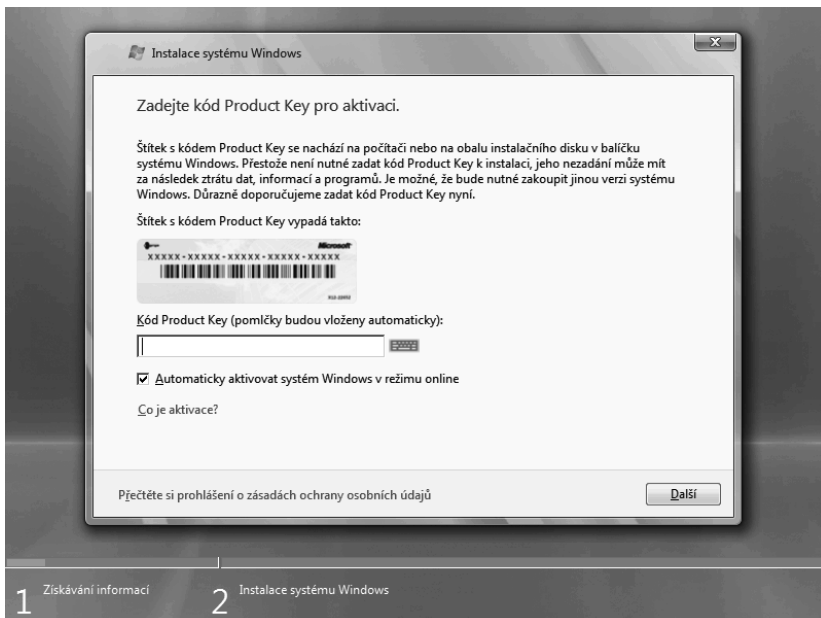 Instalace systému Windows
Zadejte kód Product Key pro aktivaci.
Štítek s kódem Product Key se nachází na počítači nebo na obalu instalačního disku v balíčku
systému Windows. Přestože není nutné zadat kód Product Key k instalaci, jeho nezadání může mít
za následek ztrátu dat, informací a programů. Je možné, že bude nutné zakoupit jinou verzi systému
Windows. Důrazně doporučujeme zadat kód Product Key nyní.
Štítek s kódem Product Key vypadá takto:
Microsoft
XXXXX-XXXXX-XXXXX-XXXXX-XXXXX
Kód Product Key (pomlčky budou vloženy automaticky):
Automaticky aktivovat systém Windows v režimu online
Co je aktivace?
Přečtěte si prohlášení o zásadách ochrany osobních údajů
Další
1 Získávání informací
2 Instalace systému Windows